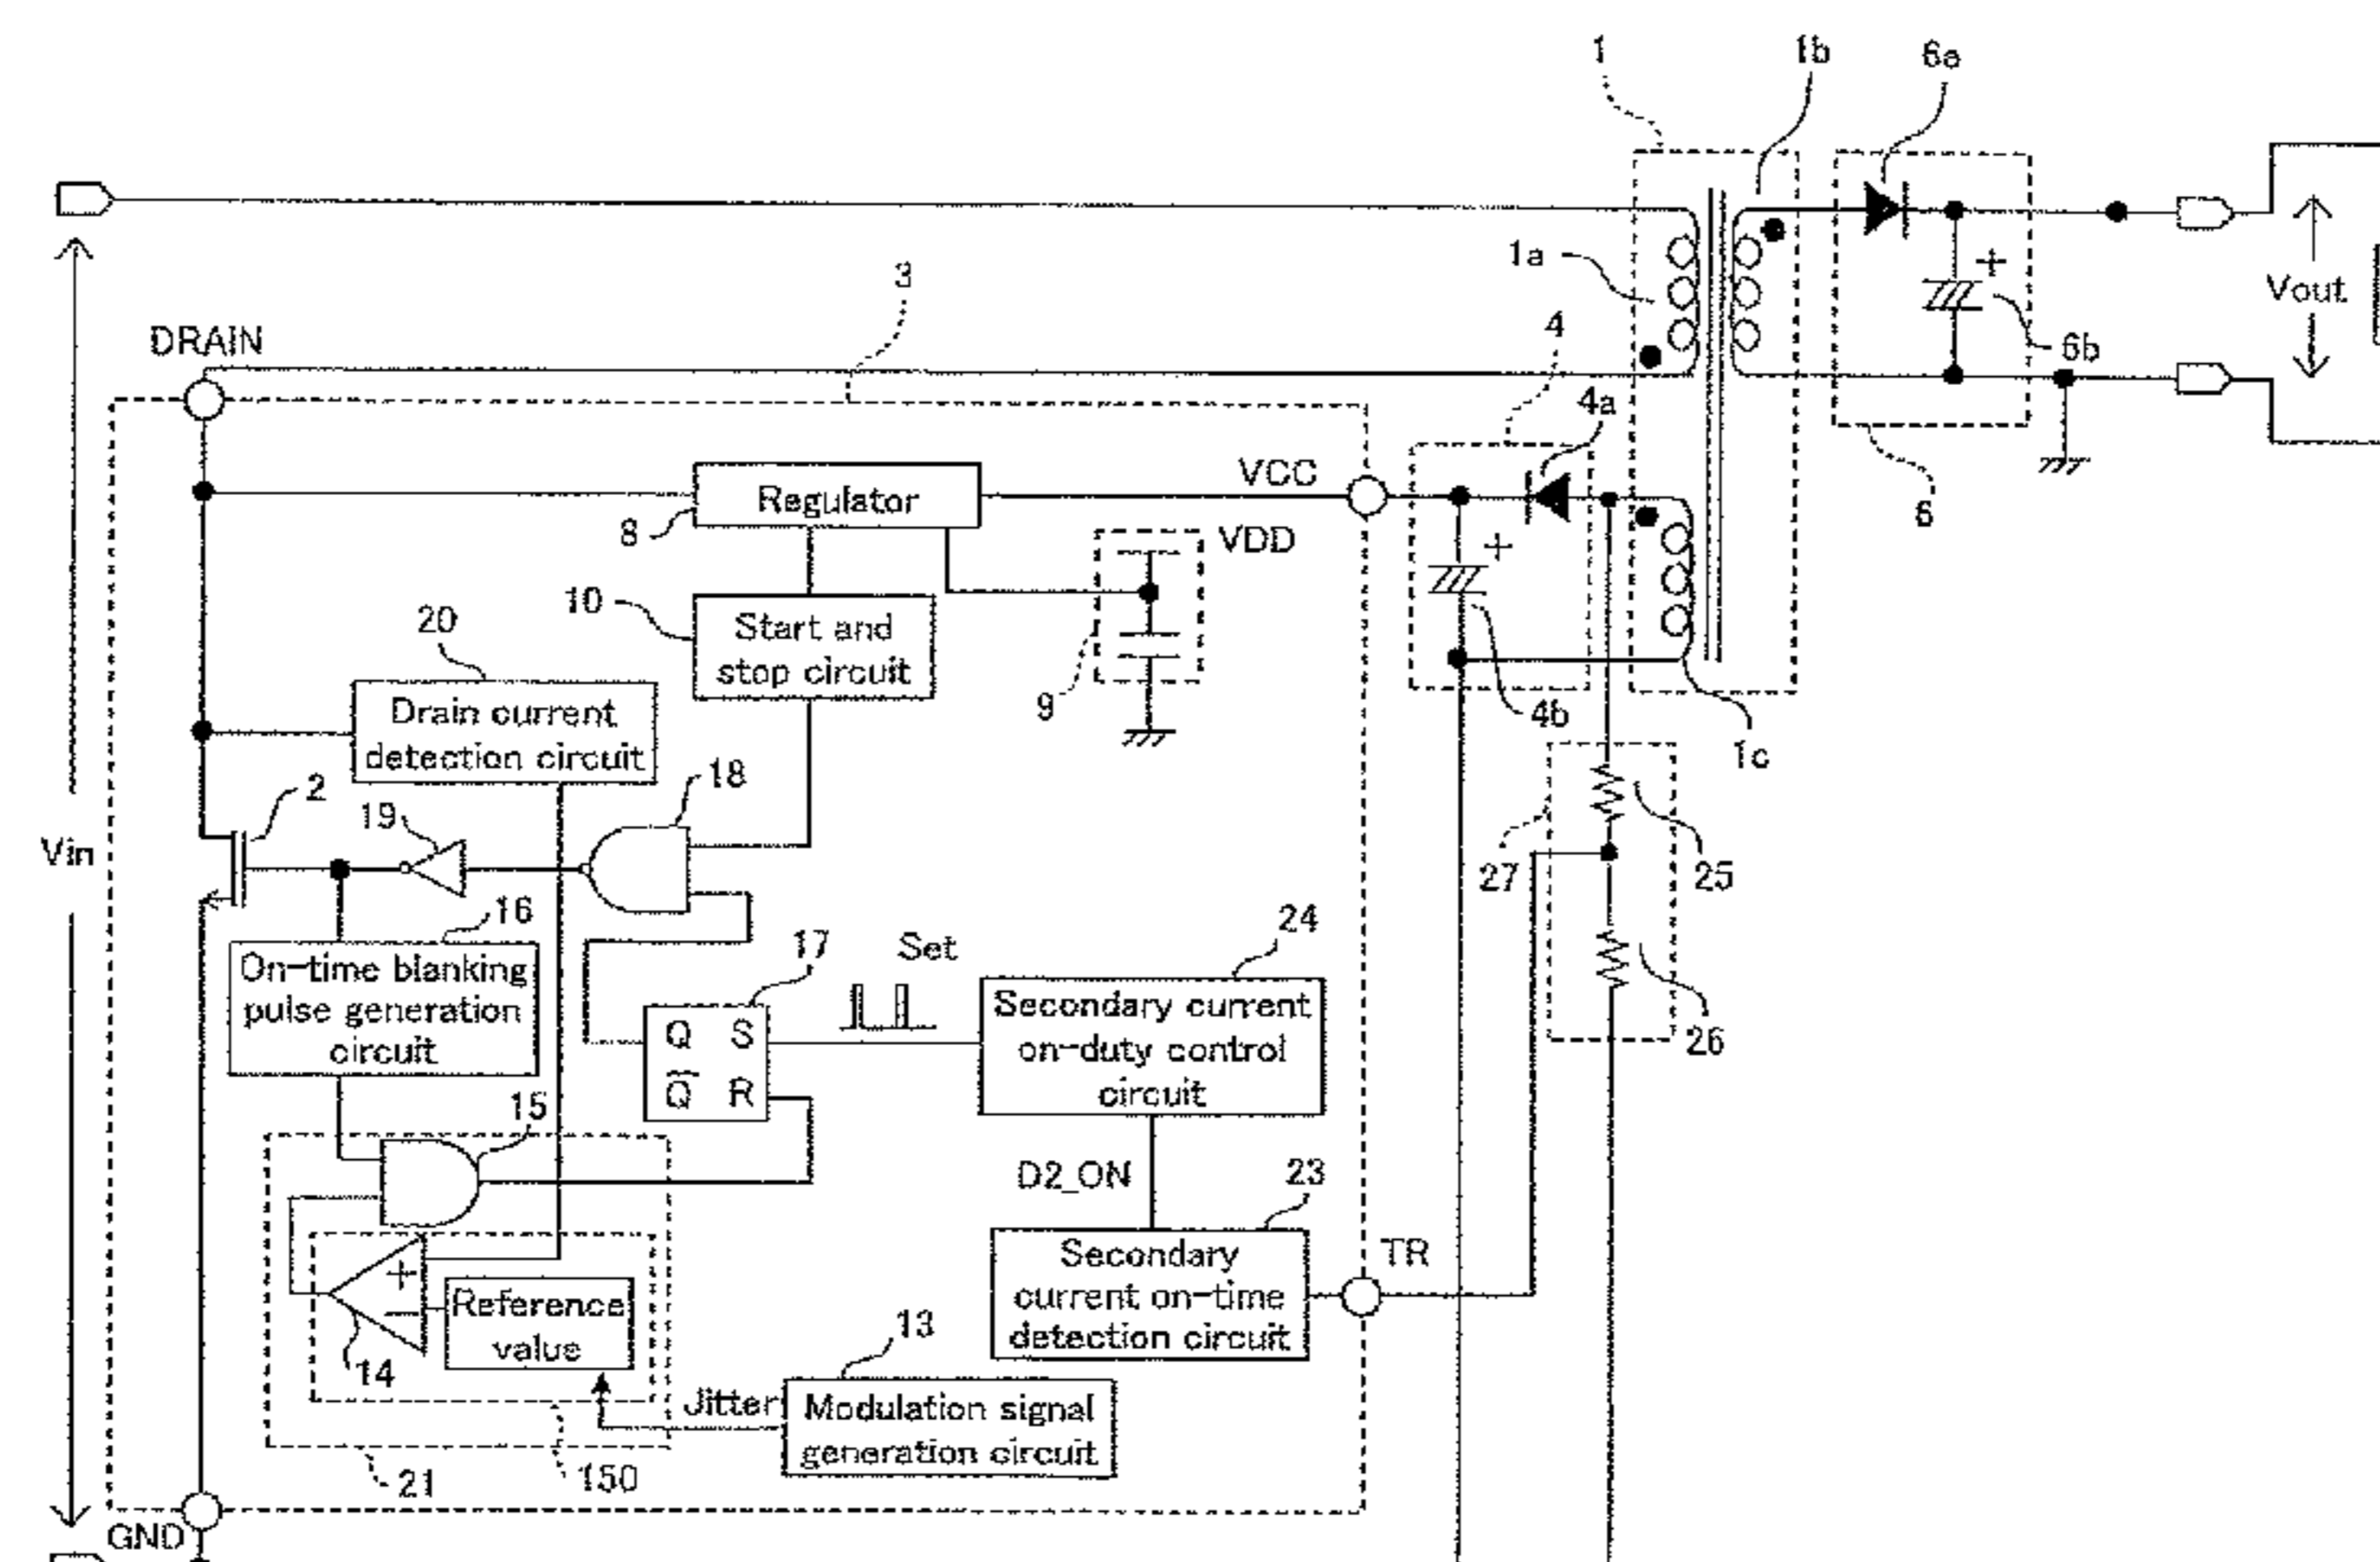 1
1b
6a
1a
3
4
Vout
DRAIN
+
6b
4a
VCC
Regulator
8
VDD
6
10
Start and
stop circuit
+
20
9
4b
1c
Drain current
detection circuit
18
2
19
Vin
27
25
16
24
17
Set
On-time blanking
pulse generation
circuit
Secondary current
on-duty control
circuit
Q S
Q̅ R
26
15
D2_ON
23
TR
Secondary
current on-time
detection circuit
+
−
Reference
value
14
13
Jitter
Modulation signal
generation circuit
21
150
GND